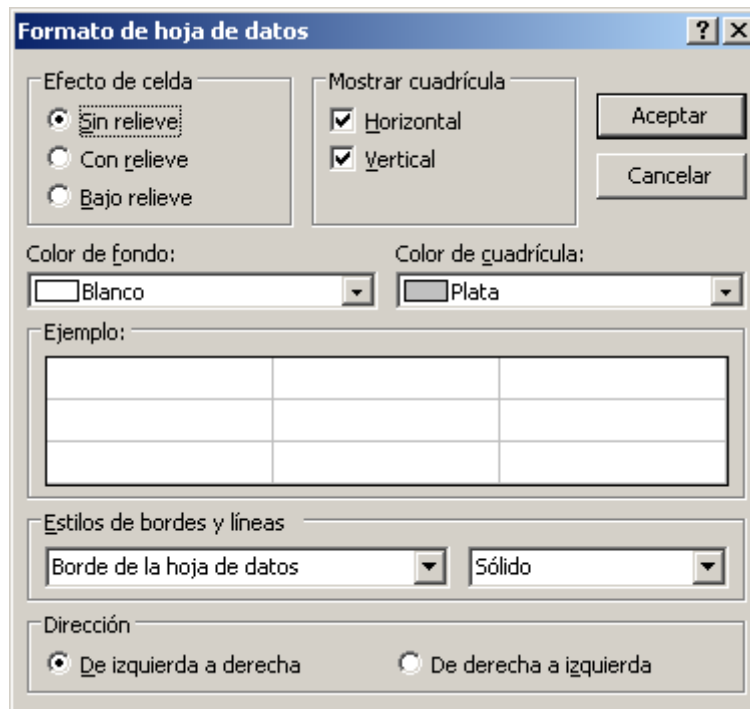 Formato de hoja de datos
Efecto de celda
Sin relieve
Con relieve
Bajo relieve
Mostrar cuadrícula
Horizontal
Vertical
Aceptar
Cancelar
Color de fondo:
Blanco
Color de cuadrícula:
Plata
Ejemplo:
Estilos de bordes y líneas
Borde de la hoja de datos
Sólido
Dirección
De izquierda a derecha
De derecha a izquierda